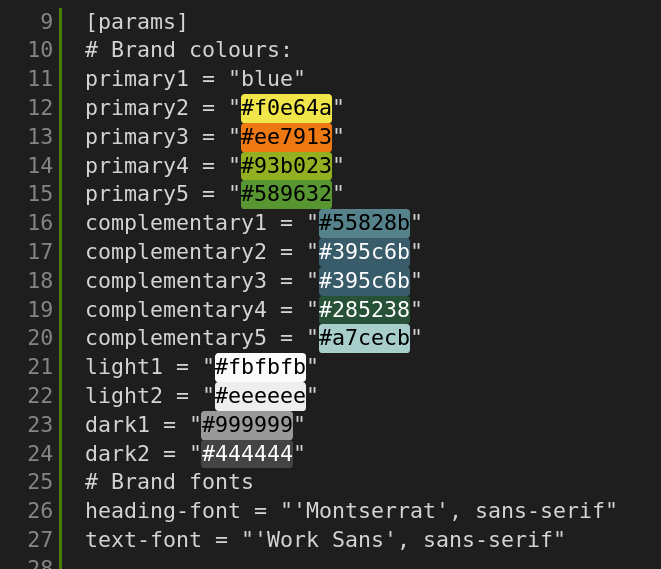 9 [params]
10 # Brand colours:
11 primary1 = "blue"
12 primary2 = "#f0e64a"
13 primary3 = "#ee7913"
14 primary4 = "#93b023"
15 primary5 = "#589632"
16 complementary1 = "#55828b"
17 complementary2 = "#395c6b"
18 complementary3 = "#395c6b"
19 complementary4 = "#285238"
20 complementary5 = "#a7cecb"
21 light1 = "#fbfbfb"
22 light2 = "#eeeeee"
23 dark1 = "#999999"
24 dark2 = "#444444"
25 # Brand fonts
26 heading-font = "'Montserrat', sans-serif"
27 text-font = "'Work Sans', sans-serif"
28